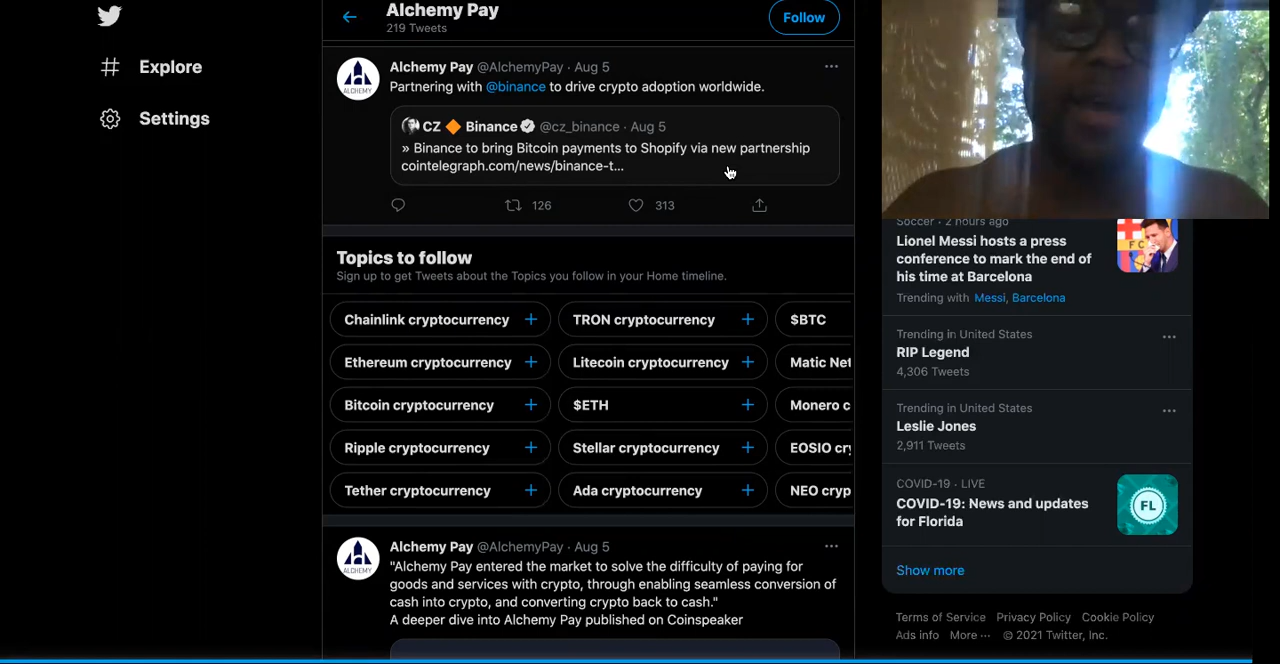 Explore
Settings
Alchemy Pay
219 Tweets
Follow
ALCHEMY
Alchemy Pay @AlchemyPay · Aug 5
Partnering with @binance to drive crypto adoption worldwide.
CZ 🔶 Binance @cz_binance · Aug 5
» Binance to bring Bitcoin payments to Shopify via new partnership
cointelegraph.com/news/binance-t...
126 313
Topics to follow
Sign up to get Tweets about the Topics you follow in your Home timeline.
Chainlink cryptocurrency + TRON cryptocurrency + $BTC
Ethereum cryptocurrency + Litecoin cryptocurrency + Matic Net
Bitcoin cryptocurrency + $ETH + Monero c
Ripple cryptocurrency + Stellar cryptocurrency + EOSIO cry
Tether cryptocurrency + Ada cryptocurrency + NEO cryp
ALCHEMY
Alchemy Pay @AlchemyPay · Aug 5
"Alchemy Pay entered the market to solve the difficulty of paying for
goods and services with crypto, through enabling seamless conversion of
cash into crypto, and converting crypto back to cash."
A deeper dive into Alchemy Pay published on Coinspeaker
Soccer · 2 hours ago
Lionel Messi hosts a press
conference to mark the end of
his time at Barcelona
Trending with Messi, Barcelona
FC
Trending in United States
RIP Legend
4,306 Tweets
Trending in United States
Leslie Jones
2,911 Tweets
COVID-19 · LIVE
COVID-19: News and updates
for Florida
FL
Show more
Terms of Service Privacy Policy Cookie Policy
Ads info More ··· © 2021 Twitter, Inc.